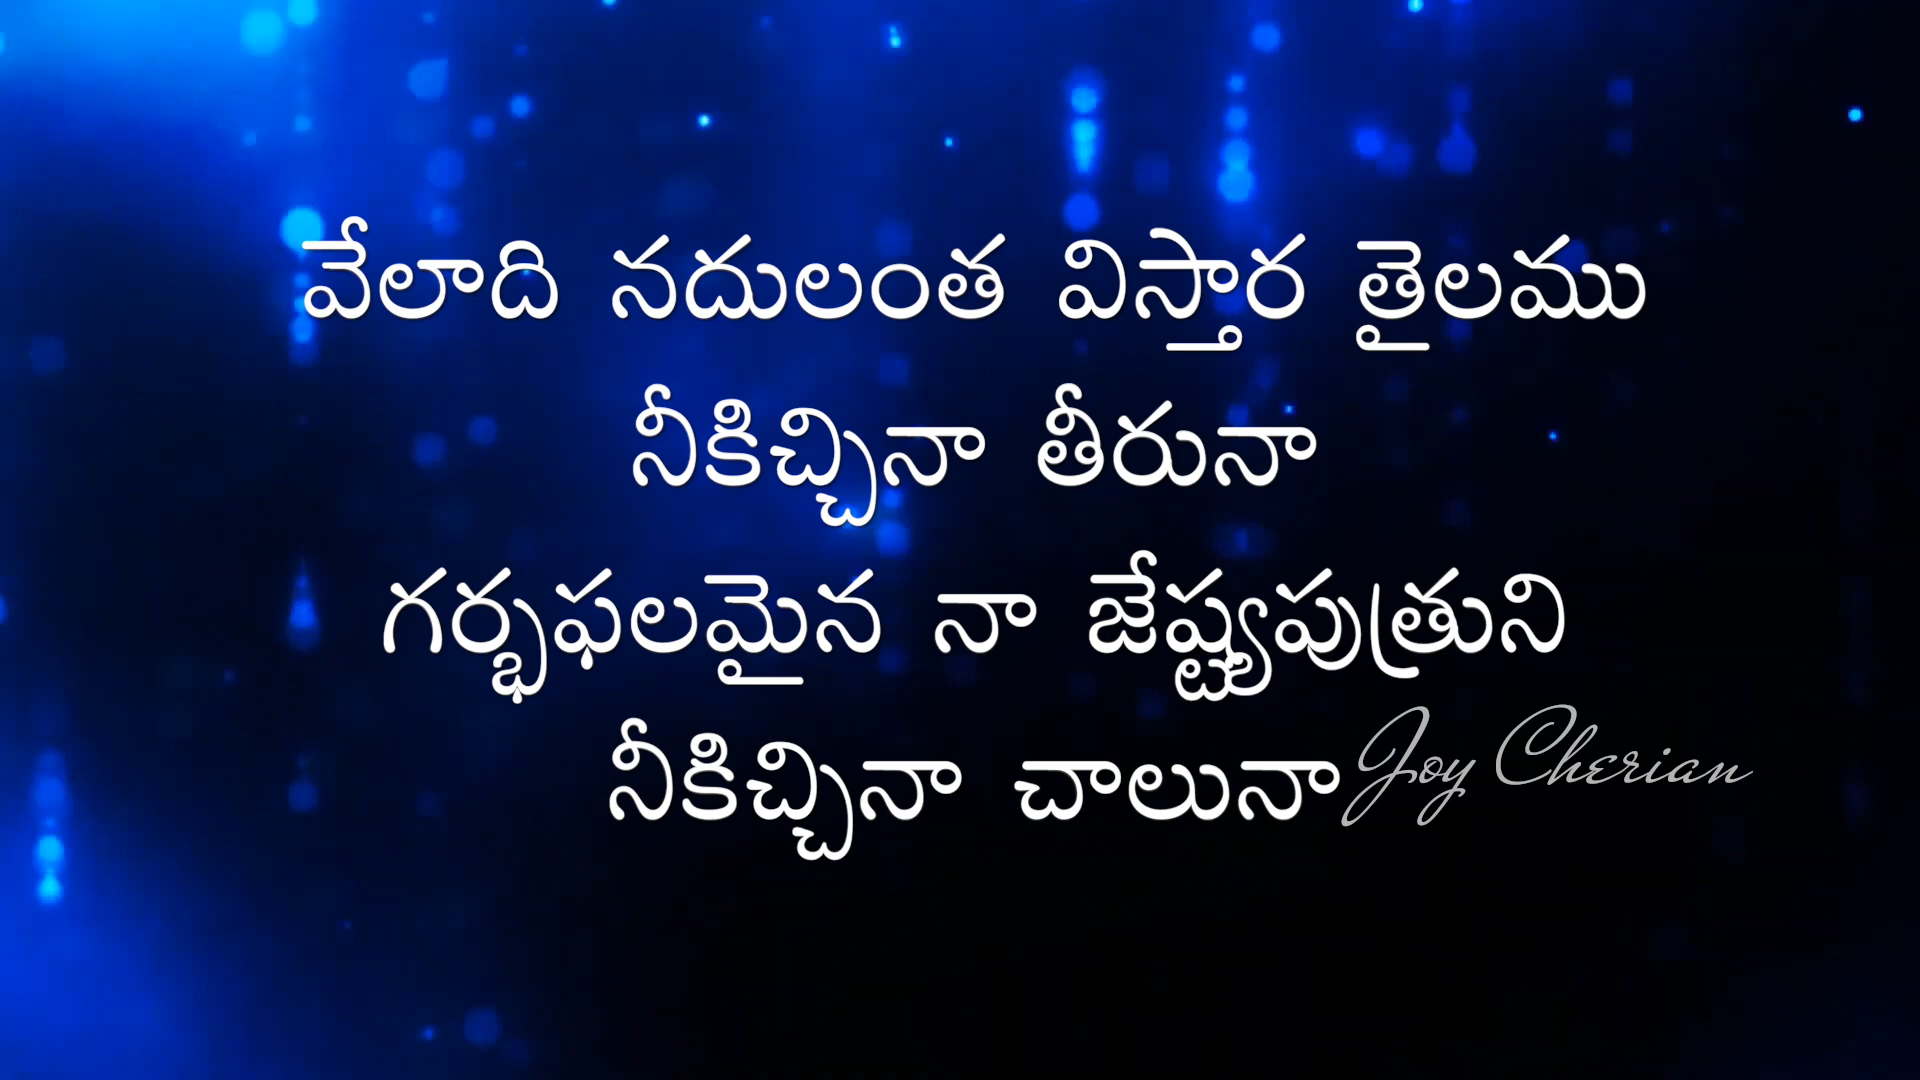 వేలాది నదులంత విస్తార తైలము
నీకిచ్చినా తీరునా
గర్భఫలమైన నా జేష్ట్యపుత్రుని
నీకిచ్చినా చాలునా
Joy Cherian